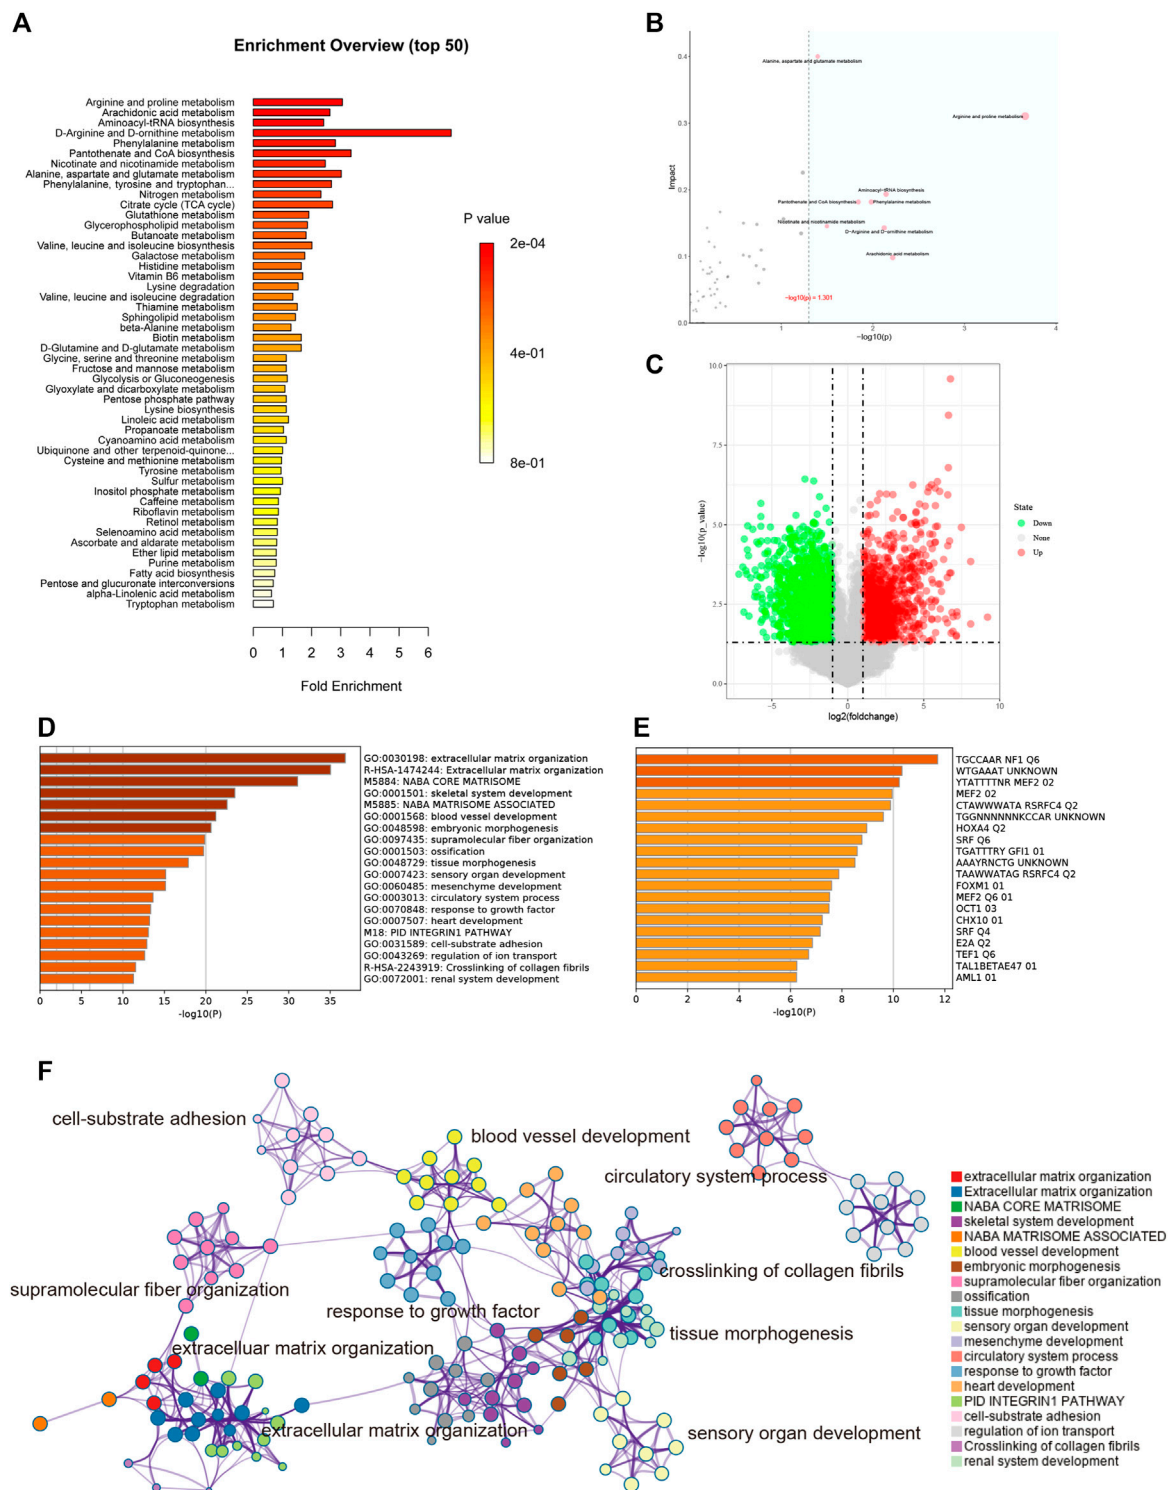 A
Enrichment Overview (top 50)
Arginine and proline metabolism
Arachidonic acid metabolism
Aminoacyl-tRNA biosynthesis
D-Arginine and D-ornithine metabolism
Phenylalanine metabolism
Pantothenate and CoA biosynthesis
Nicotinate and nicotinamide metabolism
Alanine, aspartate and glutamate metabolism
Phenylalanine, tyrosine and tryptophan...
Nitrogen metabolism
Citrate cycle (TCA cycle)
Glutathione metabolism
Glycerophospholipid metabolism
Butanoate metabolism
Valine, leucine and isoleucine biosynthesis
Galactose metabolism
Histidine metabolism
Vitamin B6 metabolism
Lysine degradation
Valine, leucine and isoleucine degradation
Thiamine metabolism
Sphingolipid metabolism
beta-Alanine metabolism
Biotin metabolism
D-Glutamine and D-glutamate metabolism
Glycine, serine and threonine metabolism
Fructose and mannose metabolism
Glycolysis or Gluconeogenesis
Glyoxylate and dicarboxylate metabolism
Pentose phosphate pathway
Lysine biosynthesis
Linoleic acid metabolism
Propanoate metabolism
Cyanoamino acid metabolism
Ubiquinone and other terpenoid-quinone...
Cysteine and methionine metabolism
Tyrosine metabolism
Sulfur metabolism
Inositol phosphate metabolism
Caffeine metabolism
Riboflavin metabolism
Retinol metabolism
Selenoamino acid metabolism
Ascorbate and aldarate metabolism
Ether lipid metabolism
Purine metabolism
Fatty acid biosynthesis
Pentose and glucuronate interconversions
alpha-Linolenic acid metabolism
Tryptophan metabolism
0 1 2 3 4 5 6
Fold Enrichment
P value
2e-04
4e-01
8e-01
B
Impact
0.4
0.3
0.2
0.1
0.0
Alanine, aspartate and glutamate metabolism
Arginine and proline metabolism
Aminoacyl-tRNA biosynthesis
Pantothenate and CoA biosynthesis
Phenylalanine metabolism
Nicotinate and nicotinamide metabolism
D-Arginine and D-ornithine metabolism
Arachidonic acid metabolism
-log10(p) = 1.301
1 2 3 4
-log10(p)
C
-log10(p_value)
10.0
7.5
5.0
2.5
0.0
-5 0 5 10
log2(foldchange)
State
Down
None
Up
D
GO:0030198: extracellular matrix organization
R-HSA-1474244: Extracellular matrix organization
M5884: NABA CORE MATRISOME
GO:0001501: skeletal system development
M5885: NABA MATRISOME ASSOCIATED
GO:0001568: blood vessel development
GO:0048598: embryonic morphogenesis
GO:0097435: supramolecular fiber organization
GO:0001503: ossification
GO:0048729: tissue morphogenesis
GO:0007423: sensory organ development
GO:0060485: mesenchyme development
GO:0003013: circulatory system process
GO:0070848: response to growth factor
GO:0007507: heart development
M18: PID INTEGRIN1 PATHWAY
GO:0031589: cell-substrate adhesion
GO:0043269: regulation of ion transport
R-HSA-2243919: Crosslinking of collagen fibrils
GO:0072001: renal system development
0 5 10 15 20 25 30 35
-log10(P)
E
TGCCAAR NF1 Q6
WTGAAAT UNKNOWN
YTATTTTNR MEF2 02
MEF2 02
CTAWWWATA RSRFC4 Q2
TGGNNNNNNKCCAR UNKNOWN
HOXA4 Q2
SRF Q6
TGATTTRY GFI1 01
AAAYRNCTG UNKNOWN
TAAWWATAG RSRFC4 Q2
FOXM1 01
MEF2 Q6 01
OCT1 03
CHX10 01
SRF Q4
E2A Q2
TEF1 Q6
TAL1BETAE47 01
AML1 01
0 2 4 6 8 10 12
-log10(P)
F
cell-substrate adhesion
blood vessel development
circulatory system process
supramolecular fiber organization
crosslinking of collagen fibrils
response to growth factor
tissue morphogenesis
extracelluar matrix organization
extracellular matrix organization
sensory organ development
extracellular matrix organization
Extracellular matrix organization
NABA CORE MATRISOME
skeletal system development
NABA MATRISOME ASSOCIATED
blood vessel development
embryonic morphogenesis
supramolecular fiber organization
ossification
tissue morphogenesis
sensory organ development
mesenchyme development
circulatory system process
response to growth factor
heart development
PID INTEGRIN1 PATHWAY
cell-substrate adhesion
regulation of ion transport
Crosslinking of collagen fibrils
renal system development